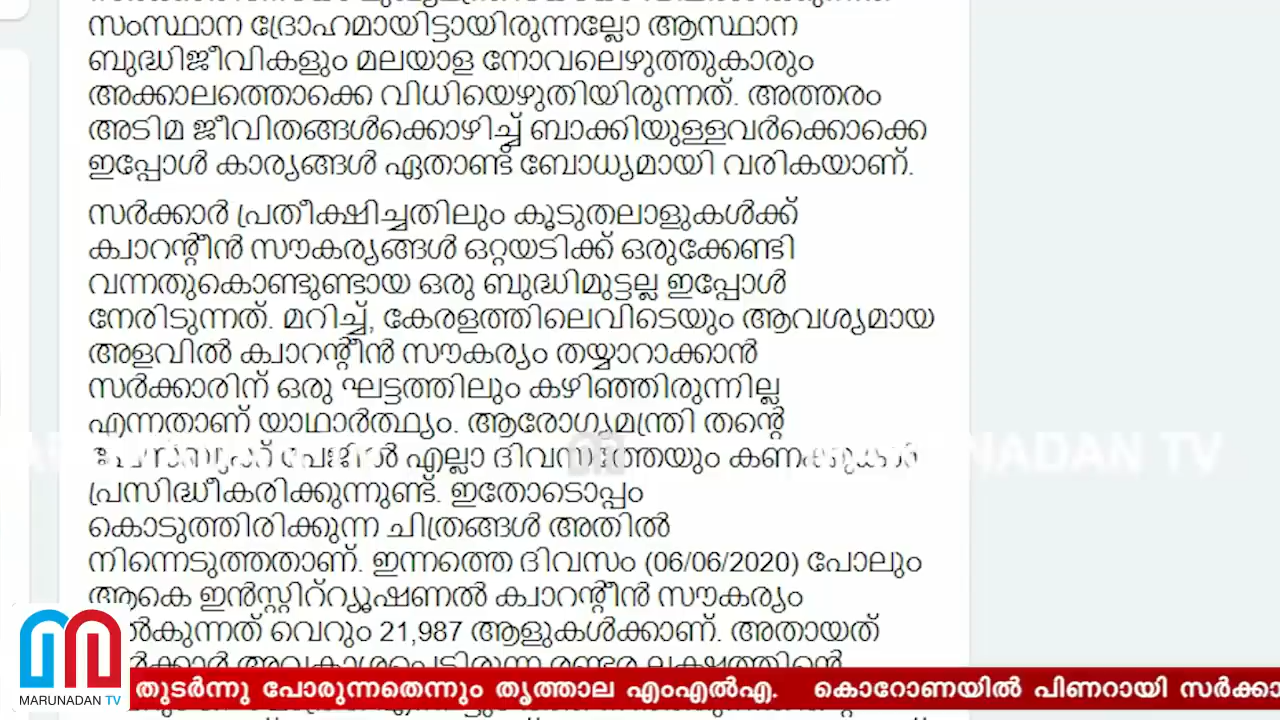 സംസ്ഥാന ദ്രോഹമായിട്ടായിരുന്നല്ലോ ആസ്ഥാന
ബുദ്ധിജീവികളും മലയാള നോവലെഴുത്തുകാരും
അക്കാലത്തൊക്കെ വിധിയെഴുതിയിരുന്നത്. അത്തരം
അടിമ ജീവിതങ്ങൾക്കൊഴിച്ച് ബാക്കിയുള്ളവർക്കൊക്കെ
ഇപ്പോൾ കാര്യങ്ങൾ ഏതാണ്ട് ബോധ്യമായി വരികയാണ്.
സർക്കാർ പ്രതീക്ഷിച്ചതിലും കൂടുതലാളുകൾക്ക്
ക്വാറന്റീൻ സൗകര്യങ്ങൾ ഒറ്റയടിക്ക് ഒരുക്കേണ്ടി
വന്നതുകൊണ്ടുണ്ടായ ഒരു ബുദ്ധിമുട്ടല്ല ഇപ്പോൾ
നേരിടുന്നത്. മറിച്ച്, കേരളത്തിലെവിടെയും ആവശ്യമായ
അളവിൽ ക്വാറന്റീൻ സൗകര്യം തയ്യാറാക്കാൻ
സർക്കാരിന് ഒരു ഘട്ടത്തിലും കഴിഞ്ഞിരുന്നില്ല
എന്നതാണ് യാഥാർത്ഥ്യം. ആരോഗ്യമന്ത്രി തന്റെ
എല്ലാ ദിവസത്തേയും
പ്രസിദ്ധീകരിക്കുന്നുണ്ട്. ഇതോടൊപ്പം
കൊടുത്തിരിക്കുന്ന ചിത്രങ്ങൾ അതിൽ
നിന്നെടുത്തതാണ്. ഇന്നത്തെ ദിവസം (06/06/2020) പോലും
ആകെ ഇൻസ്റ്റിറ്റ്യൂഷണൽ ക്വാറന്റീൻ സൗകര്യം
വെറും 21,987 ആളുകൾക്കാണ്. അതായത്
MARUNADAN TV
തുടർന്നു പോരുന്നതെന്നും തൃത്താല എംഎൽഎ. കൊറോണയിൽ പിണറായി